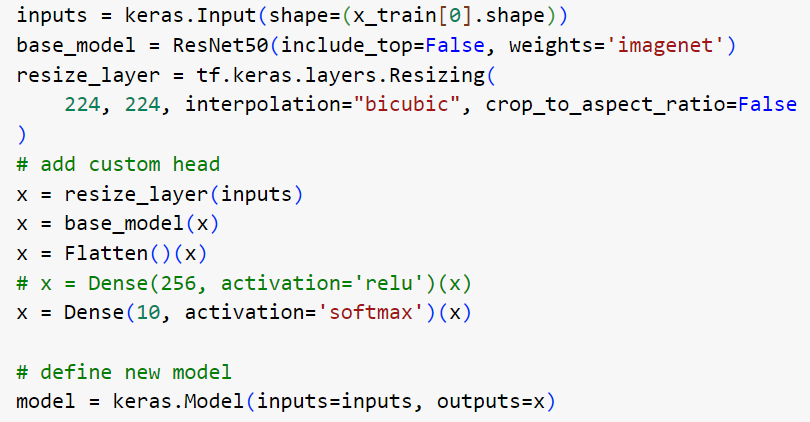 inputs = keras.Input(shape=(x_train[0].shape))
base_model = ResNet50(include_top=False, weights='imagenet')
resize_layer = tf.keras.layers.Resizing(
    224, 224, interpolation="bicubic", crop_to_aspect_ratio=False
)
# add custom head
x = resize_layer(inputs)
x = base_model(x)
x = Flatten()(x)
# x = Dense(256, activation='relu')(x)
x = Dense(10, activation='softmax')(x)

# define new model
model = keras.Model(inputs=inputs, outputs=x)